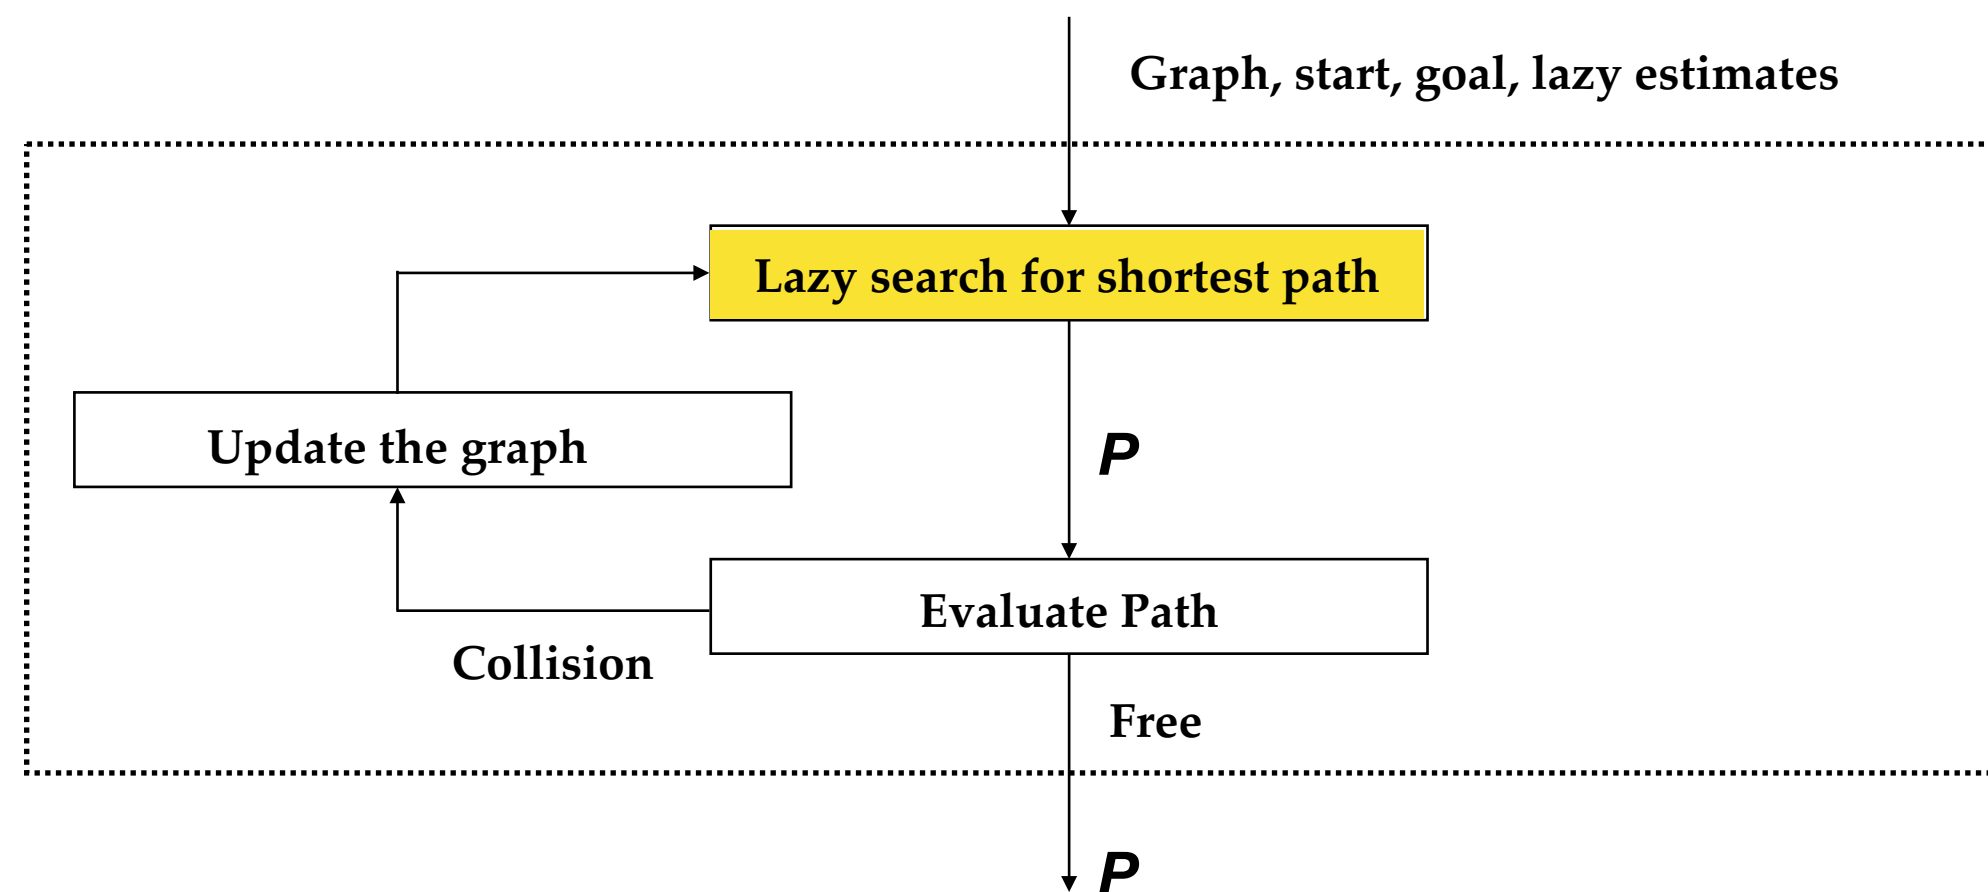 Graph, start, goal, lazy estimates
Lazy search for shortest path
Update the graph
P
Evaluate Path
Collision
Free
P